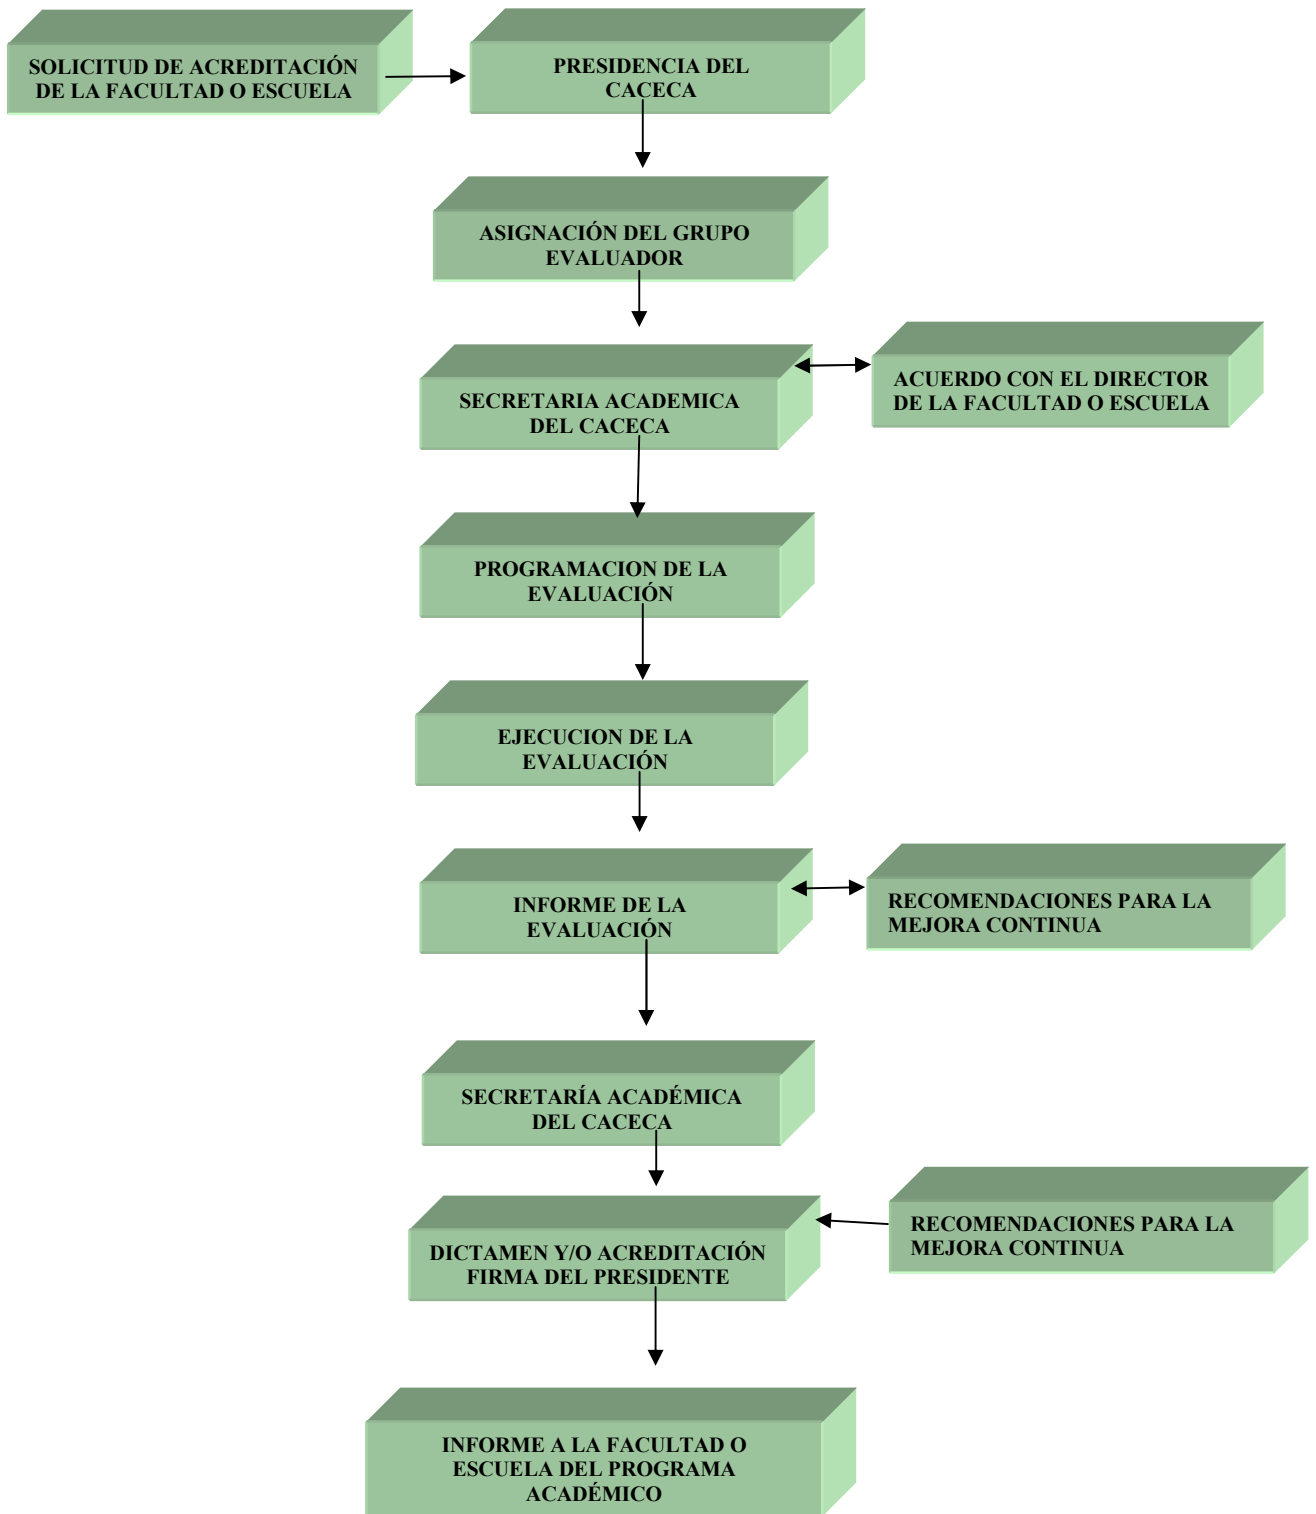 SOLICITUD DE ACREDITACIÓN
DE LA FACULTAD O ESCUELA
PRESIDENCIA DEL
CACECA
ASIGNACIÓN DEL GRUPO
EVALUADOR
SECRETARIA ACADEMICA
DEL CACECA
ACUERDO CON EL DIRECTOR
DE LA FACULTAD O ESCUELA
PROGRAMACION DE LA
EVALUACIÓN
EJECUCION DE LA
EVALUACIÓN
INFORME DE LA
EVALUACIÓN
RECOMENDACIONES PARA LA
MEJORA CONTINUA
SECRETARÍA ACADÉMICA
DEL CACECA
DICTAMEN Y/O ACREDITACIÓN
FIRMA DEL PRESIDENTE
RECOMENDACIONES PARA LA
MEJORA CONTINUA
INFORME A LA FACULTAD O
ESCUELA DEL PROGRAMA
ACADÉMICO